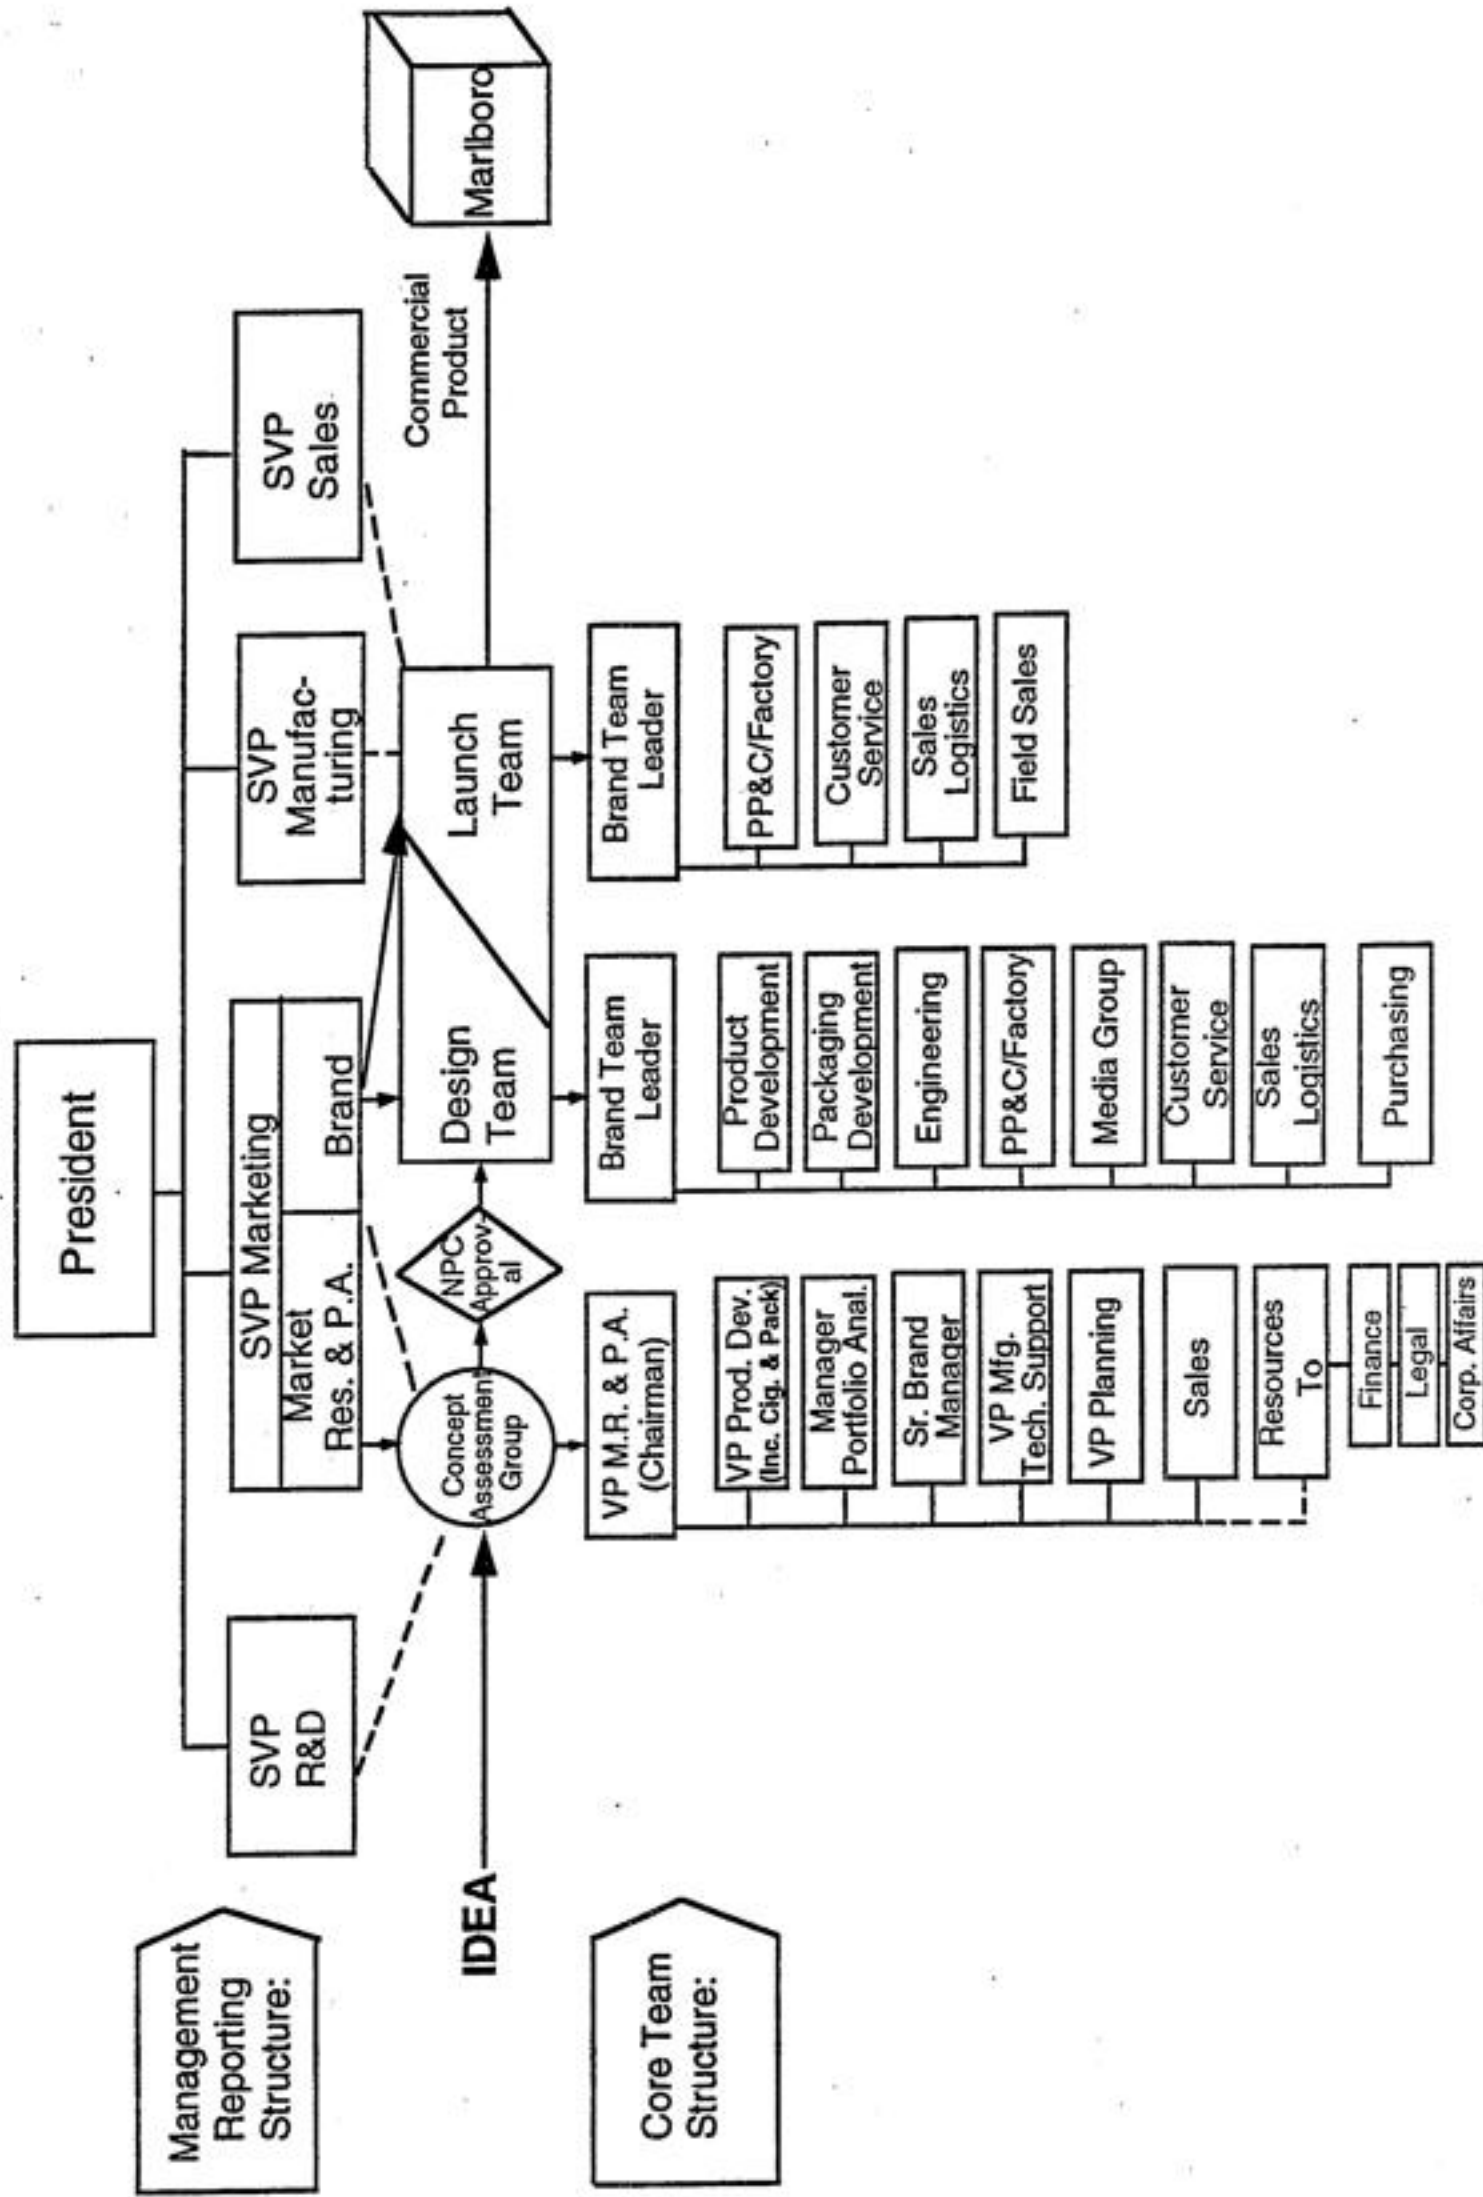 President
Management
Reporting
Structure:
SVP
R&D
SVP Marketing
Market
Res. & P.A.
Brand
SVP
Manufac-
turing
SVP
Sales
IDEA
Concept
Assessment
Group
NPC
Approv-
al
Design
Team
Launch
Team
Commercial
Product
Marlboro
Core Team
Structure:
VP M.R. & P.A.
(Chairman)
VP Prod. Dev.
(Inc. Cig. & Pack)
Manager
Portfolio Anal.
Sr. Brand
Manager
VP Mfg.
Tech. Support
VP Planning
Sales
Resources
To
Finance
Legal
Corp. Affairs
Brand Team
Leader
Product
Development
Packaging
Development
Engineering
PP&C/Factory
Media Group
Customer
Service
Sales
Logistics
Purchasing
Brand Team
Leader
PP&C/Factory
Customer
Service
Sales
Logistics
Field Sales